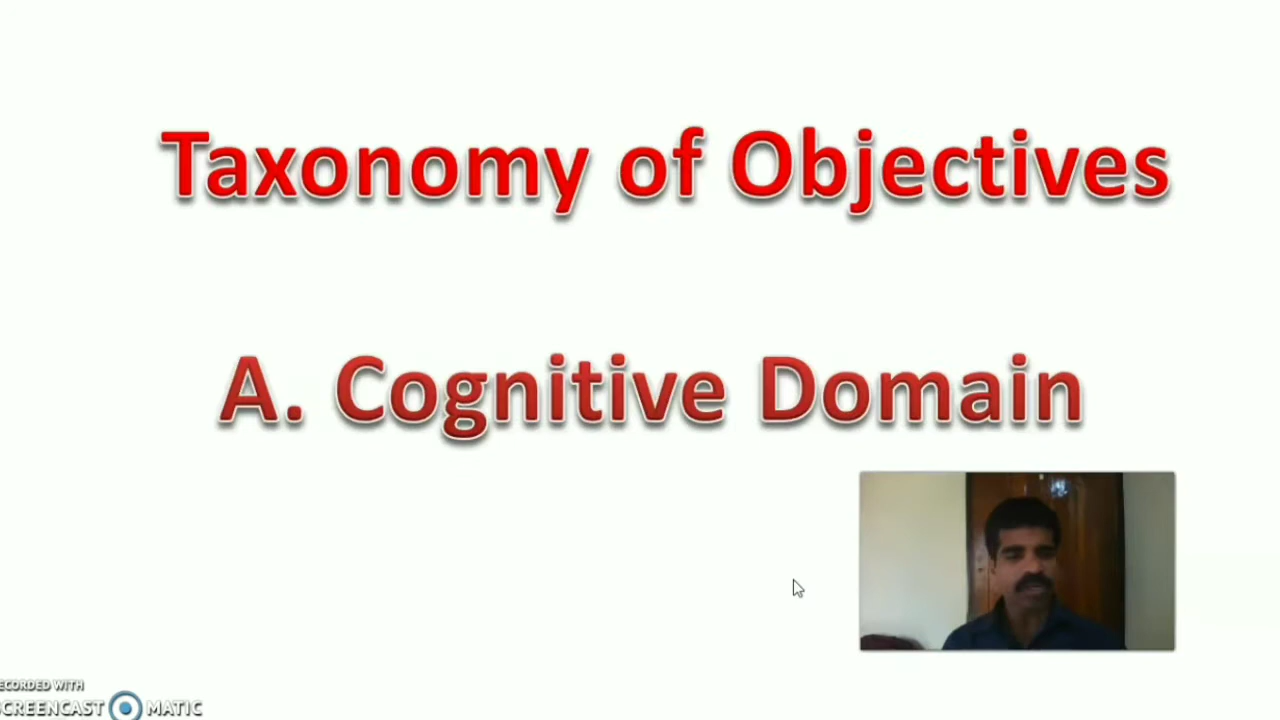 Taxonomy of Objectives
A. Cognitive Domain
RECORDED WITH
SCREENCAST MATIC